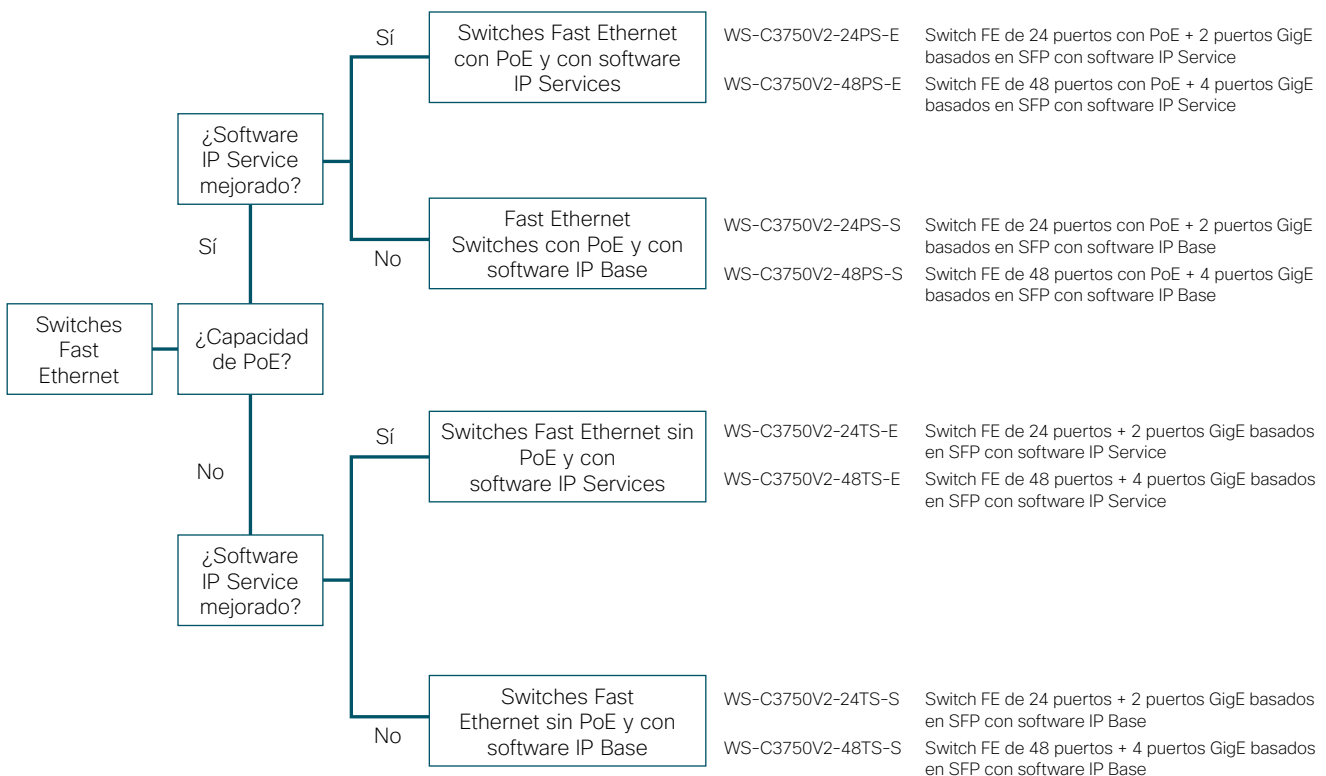 Sí
Switches Fast Ethernet
con PoE y con software
IP Services
WS-C3750V2-24PS-E
Switch FE de 24 puertos con PoE + 2 puertos GigE
basados en SFP con software IP Service
WS-C3750V2-48PS-E
Switch FE de 48 puertos con PoE + 4 puertos GigE
basados en SFP con software IP Service
¿Software
IP Service
mejorado?
Sí
No
Fast Ethernet
Switches con PoE y con
software IP Base
WS-C3750V2-24PS-S
Switch FE de 24 puertos con PoE + 2 puertos GigE
basados en SFP con software IP Base
WS-C3750V2-48PS-S
Switch FE de 48 puertos con PoE + 4 puertos GigE
basados en SFP con software IP Base
Switches
Fast
Ethernet
¿Capacidad
de PoE?
No
Sí
Switches Fast Ethernet sin
PoE y con
software IP Services
WS-C3750V2-24TS-E
Switch FE de 24 puertos + 2 puertos GigE basados
en SFP con software IP Service
WS-C3750V2-48TS-E
Switch FE de 48 puertos + 4 puertos GigE basados
en SFP con software IP Service
¿Software
IP Service
mejorado?
No
Switches Fast
Ethernet sin PoE y con
software IP Base
WS-C3750V2-24TS-S
Switch FE de 24 puertos + 2 puertos GigE basados
en SFP con software IP Base
WS-C3750V2-48TS-S
Switch FE de 48 puertos + 4 puertos GigE basados
en SFP con software IP Base